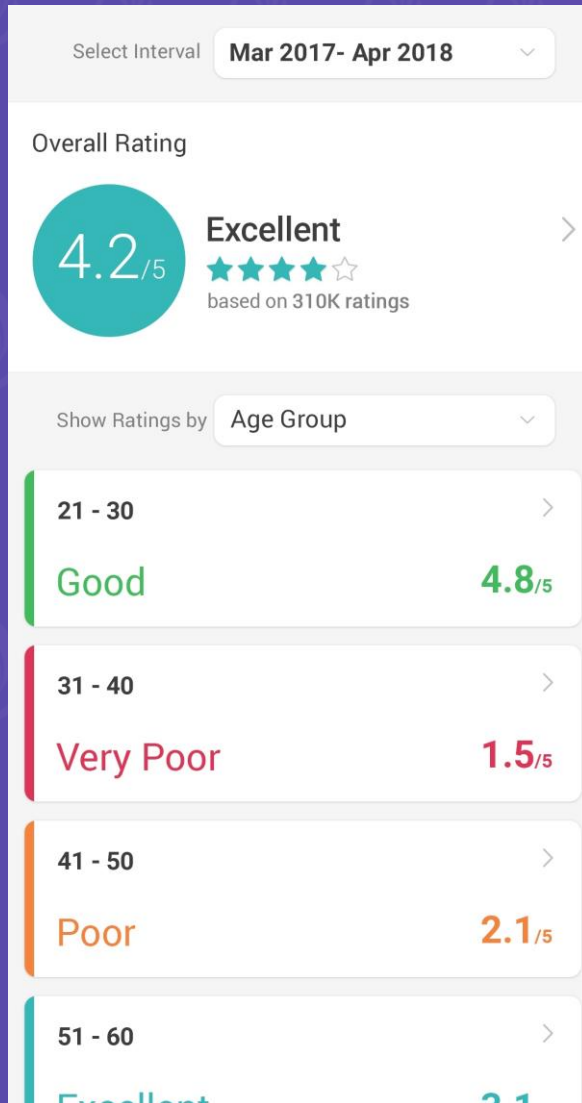 Select Interval Mar 2017- Apr 2018
Overall Rating
4.2/5
Excellent
based on 310K ratings
Show Ratings by Age Group
21 - 30
Good 4.8/5
31 - 40
Very Poor 1.5/5
41 - 50
Poor 2.1/5
51 - 60
Excellent